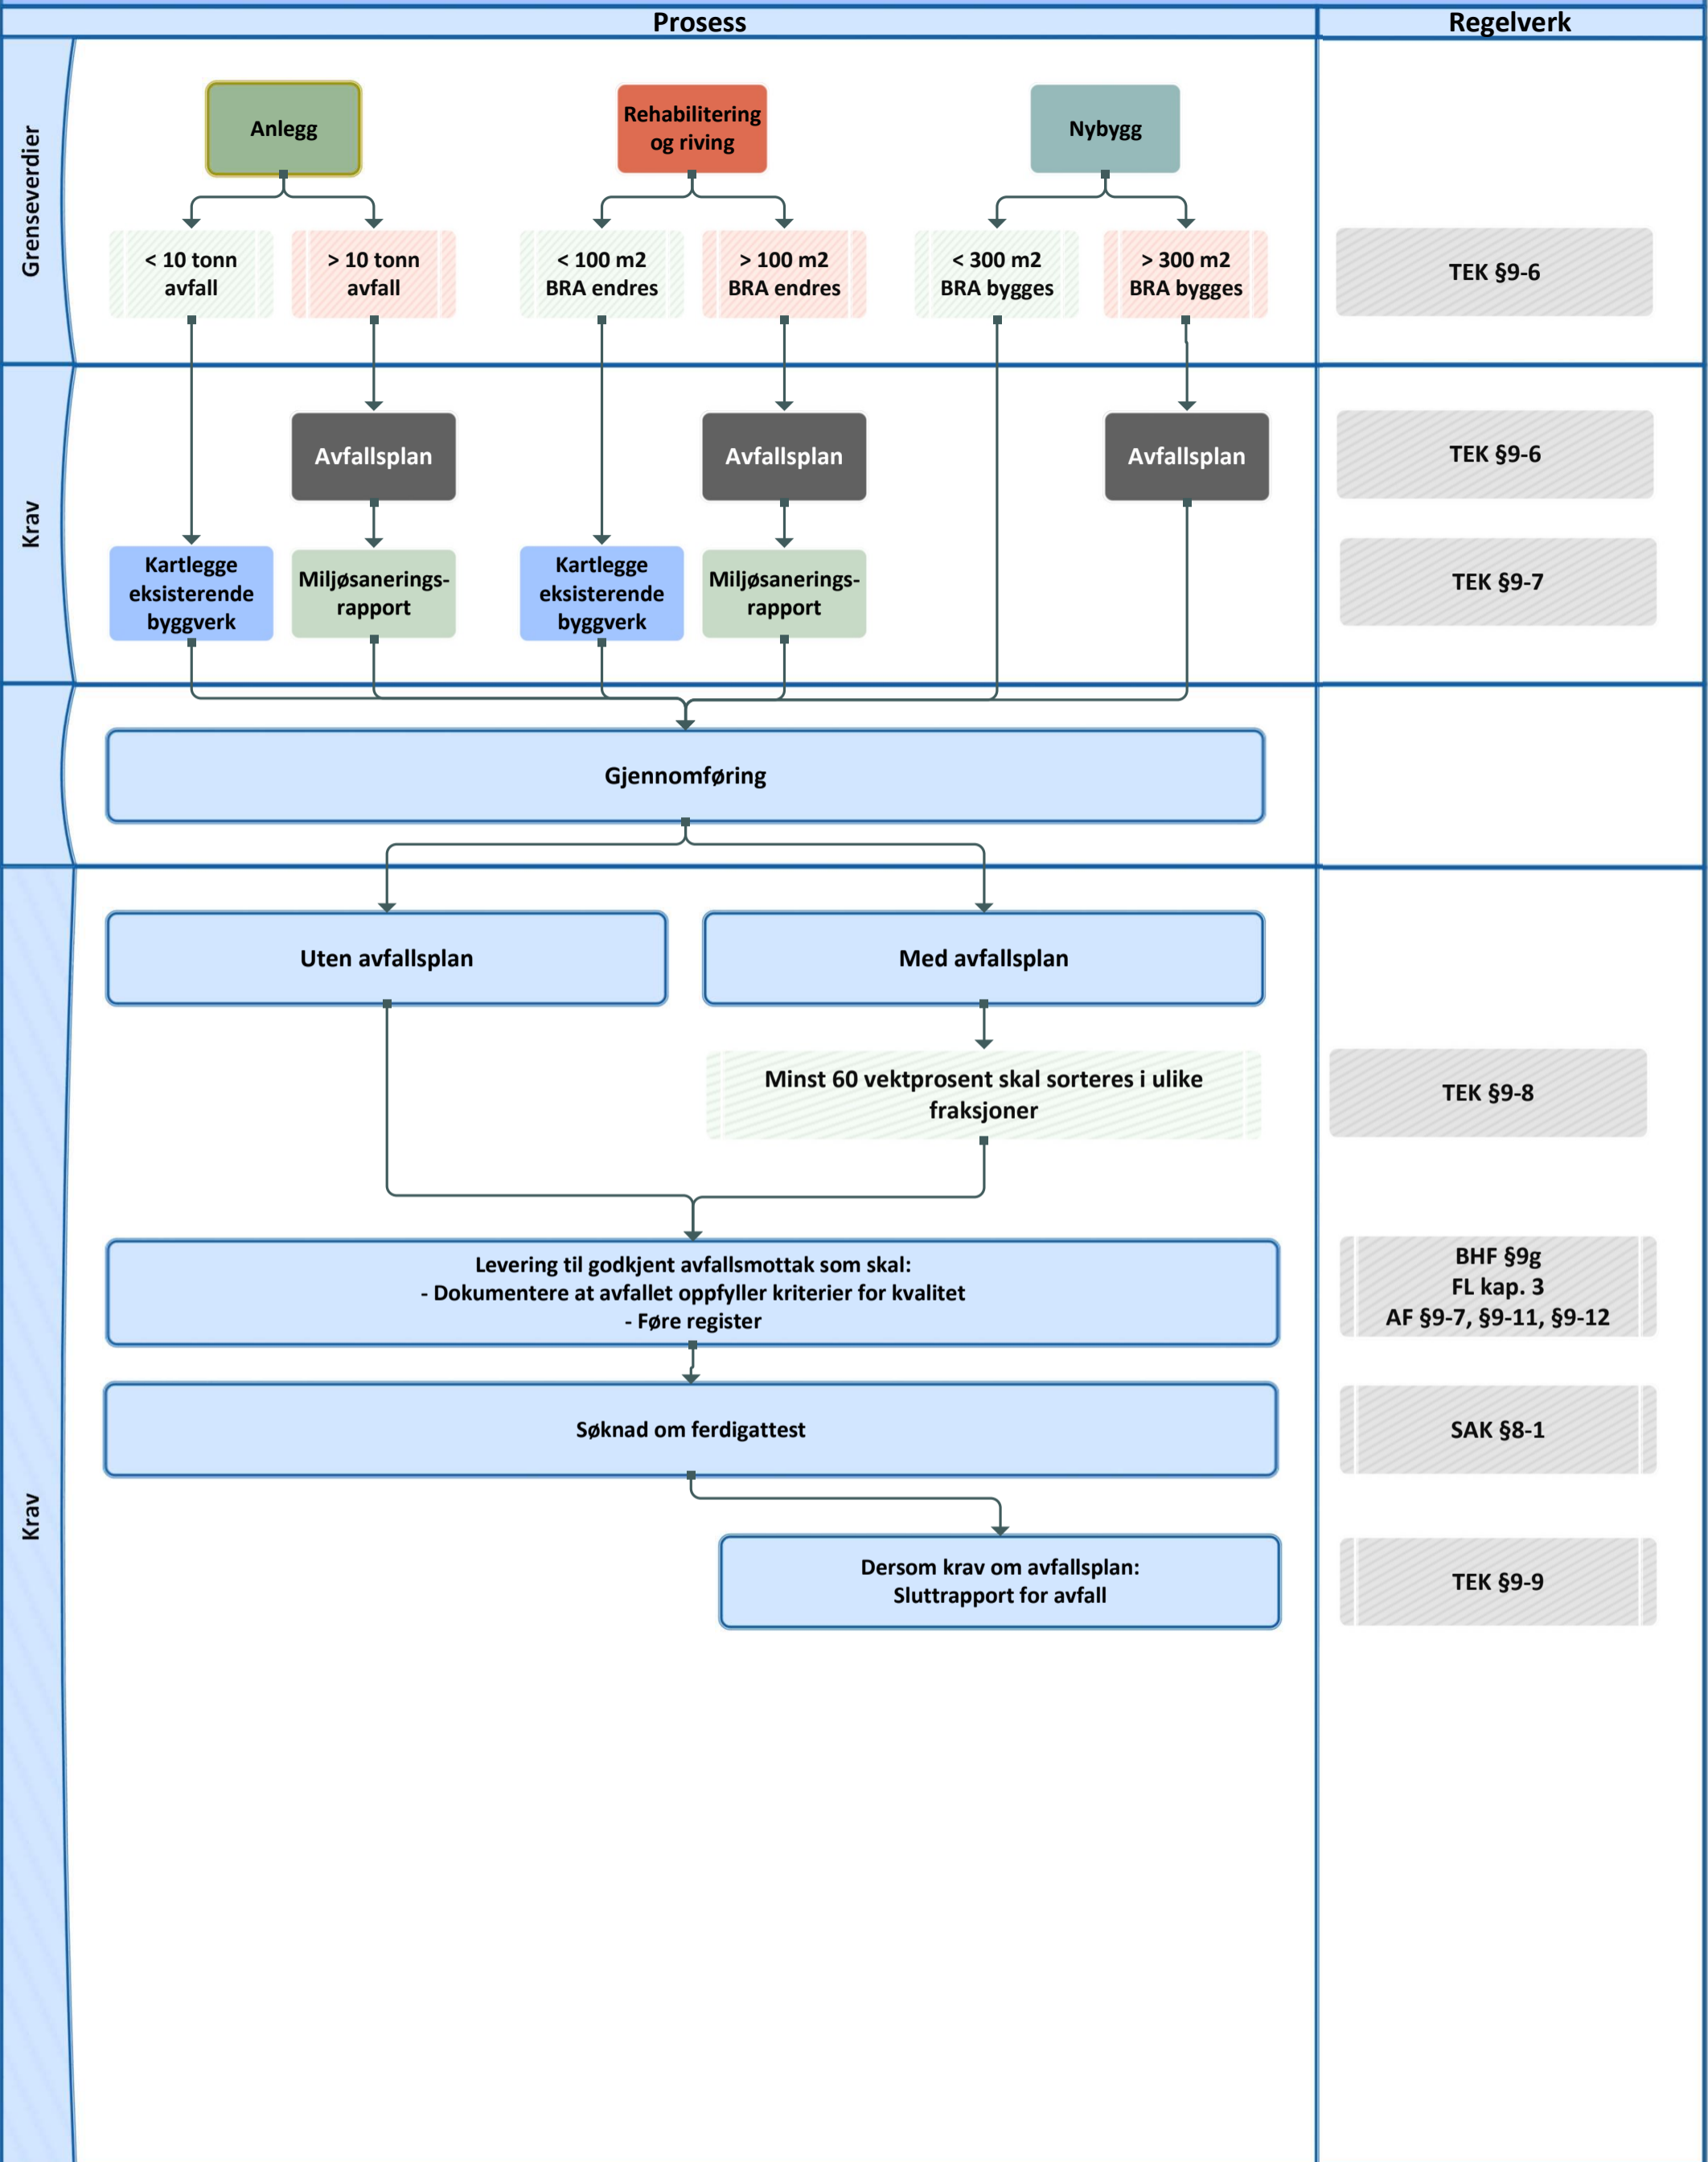 Prosess
Regelverk
Grenseverdier
Anlegg
Rehabilitering
og riving
Nybygg
< 10 tonn
avfall
> 10 tonn
avfall
< 100 m2
BRA endres
> 100 m2
BRA endres
< 300 m2
BRA bygges
> 300 m2
BRA bygges
TEK §9-6
Krav
Avfallsplan
Avfallsplan
Avfallsplan
TEK §9-6
Kartlegge
eksisterende
byggverk
Miljøsanerings-
rapport
Kartlegge
eksisterende
byggverk
Miljøsanerings-
rapport
TEK §9-7
Gjennomføring
Krav
Uten avfallsplan
Med avfallsplan
Minst 60 vektprosent skal sorteres i ulike
fraksjoner
TEK §9-8
Levering til godkjent avfallsmottak som skal:
- Dokumentere at avfallet oppfyller kriterier for kvalitet
- Føre register
BHF §9g
FL kap. 3
AF §9-7, §9-11, §9-12
Søknad om ferdigattest
SAK §8-1
Dersom krav om avfallsplan:
Sluttrapport for avfall
TEK §9-9